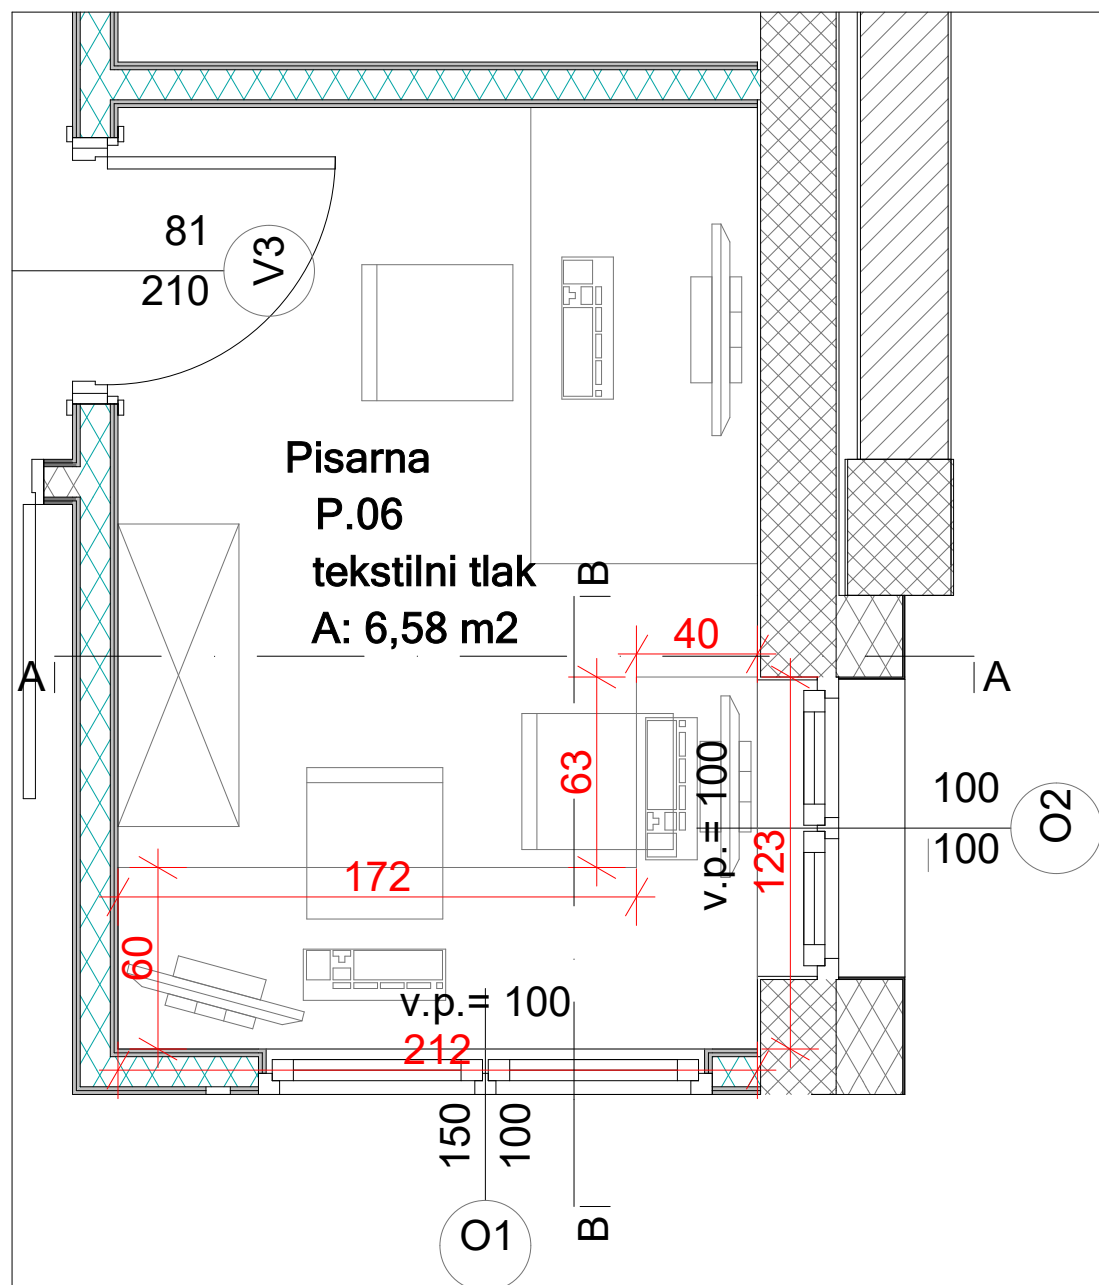 81
210
V3
Pisarna
P.06
tekstilni tlak
A: 6,58 m2
B
40
A
A
63
v.p.= 100
123
100
100
O2
172
60
v.p.= 100
212
150
100
O1
B